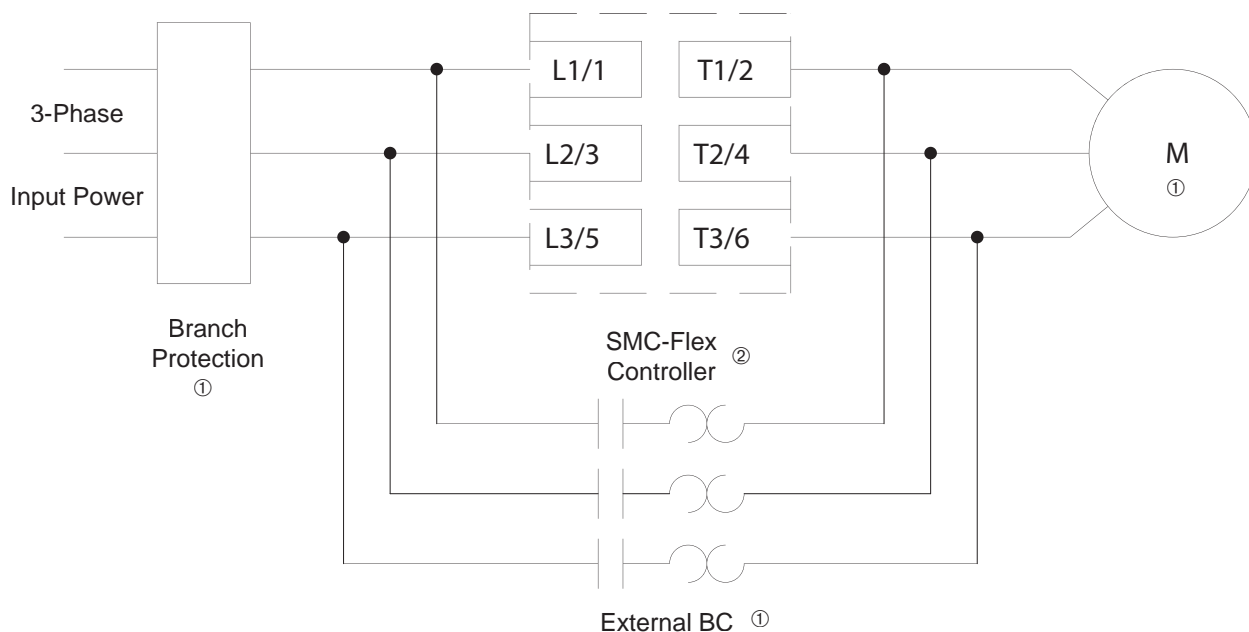 L1/1
T1/2
3-Phase
L2/3
T2/4
M
①
Input Power
L3/5
T3/6
Branch
Protection
①
SMC-Flex
Controller ②
External BC ①